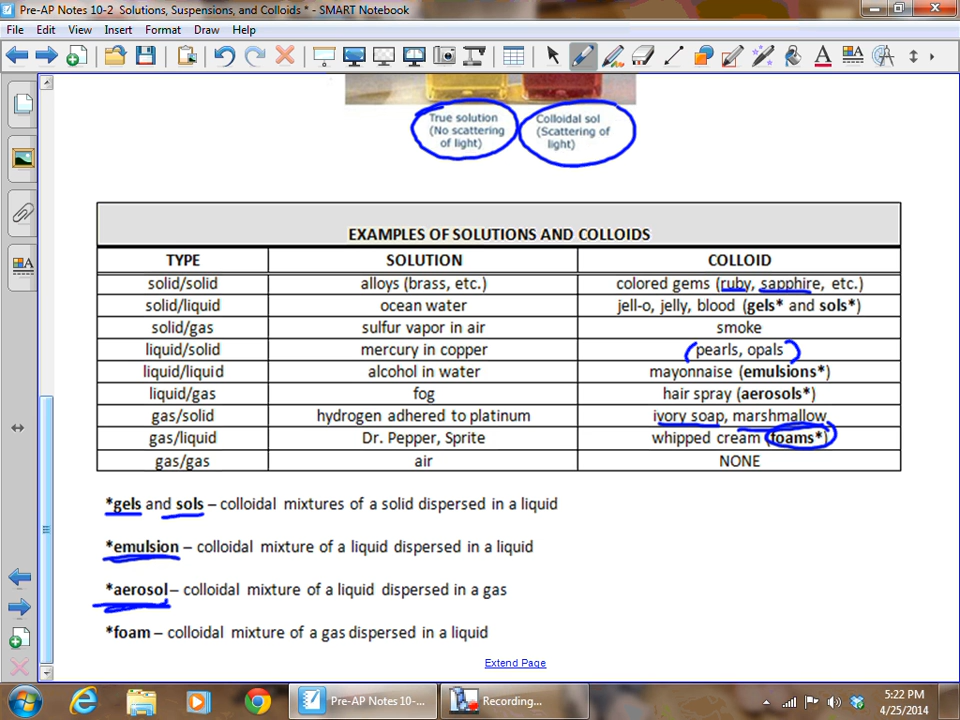 Pre-AP Notes 10-2 Solutions, Suspensions, and Colloids * - SMART Notebook
File Edit View Insert Format Draw Help
True solution
(No scattering
of light)
Colloidal sol
(Scattering of
light)
EXAMPLES OF SOLUTIONS AND COLLOIDS
TYPE SOLUTION COLLOID
solid/solid alloys (brass, etc.) colored gems (ruby, sapphire, etc.)
solid/liquid ocean water jell-o, jelly, blood (gels* and sols*)
solid/gas sulfur vapor in air smoke
liquid/solid mercury in copper pearls, opals
liquid/liquid alcohol in water mayonnaise (emulsions*)
liquid/gas fog hair spray (aerosols*)
gas/solid hydrogen adhered to platinum ivory soap, marshmallow
gas/liquid Dr. Pepper, Sprite whipped cream (foams*)
gas/gas air NONE
*gels and sols – colloidal mixtures of a solid dispersed in a liquid
*emulsion – colloidal mixture of a liquid dispersed in a liquid
*aerosol – colloidal mixture of a liquid dispersed in a gas
*foam – colloidal mixture of a gas dispersed in a liquid
Extend Page
Pre-AP Notes 10-... Recording...
5:22 PM
4/25/2014